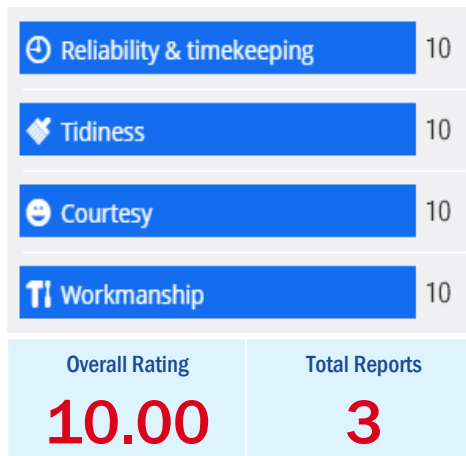 Reliability & timekeeping 10
Tidiness 10
Courtesy 10
Workmanship 10
Overall Rating Total Reports
10.00 3